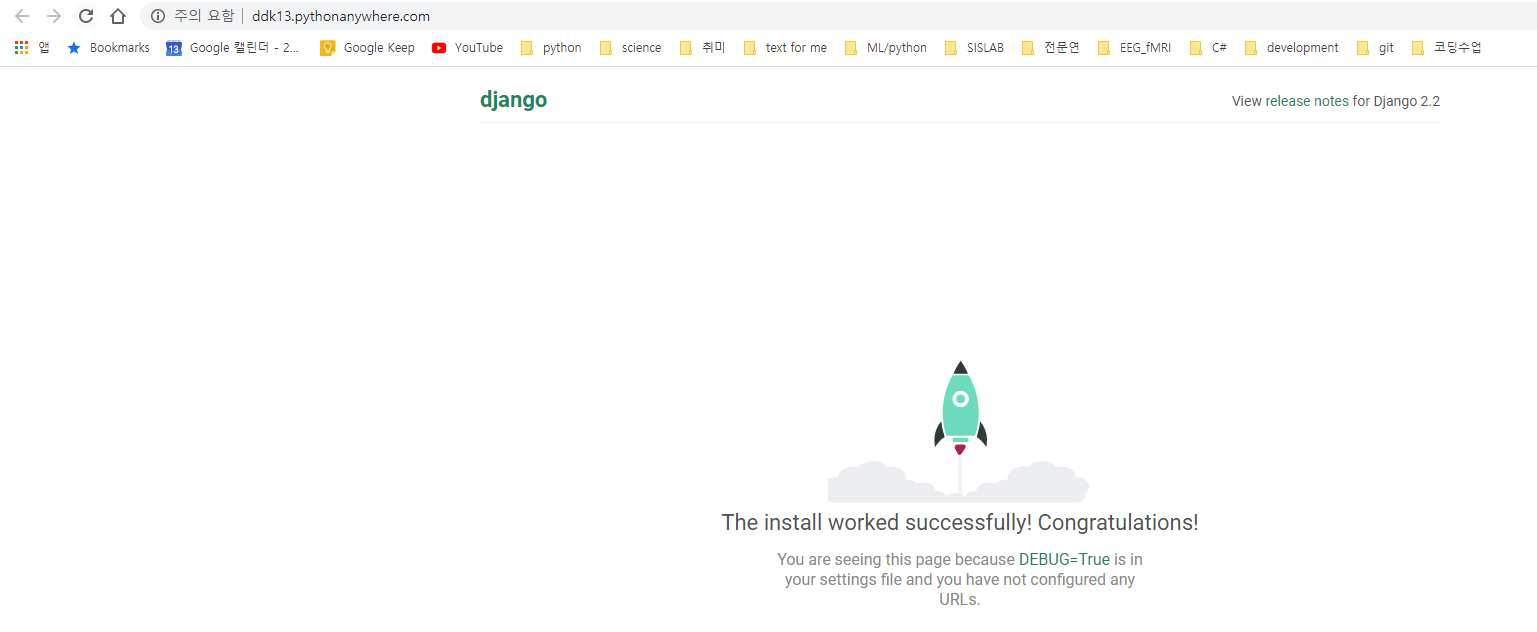 주의 요함 ddk13.pythonanywhere.com
앱 Bookmarks 13 Google 캘린더 - 2... Google Keep YouTube python science 취미 text for me ML/python SISLAB 전문연 EEG_fMRI C# development git 코딩수업
django View release notes for Django 2.2
The install worked successfully! Congratulations!
You are seeing this page because DEBUG=True is in
your settings file and you have not configured any
URLs.